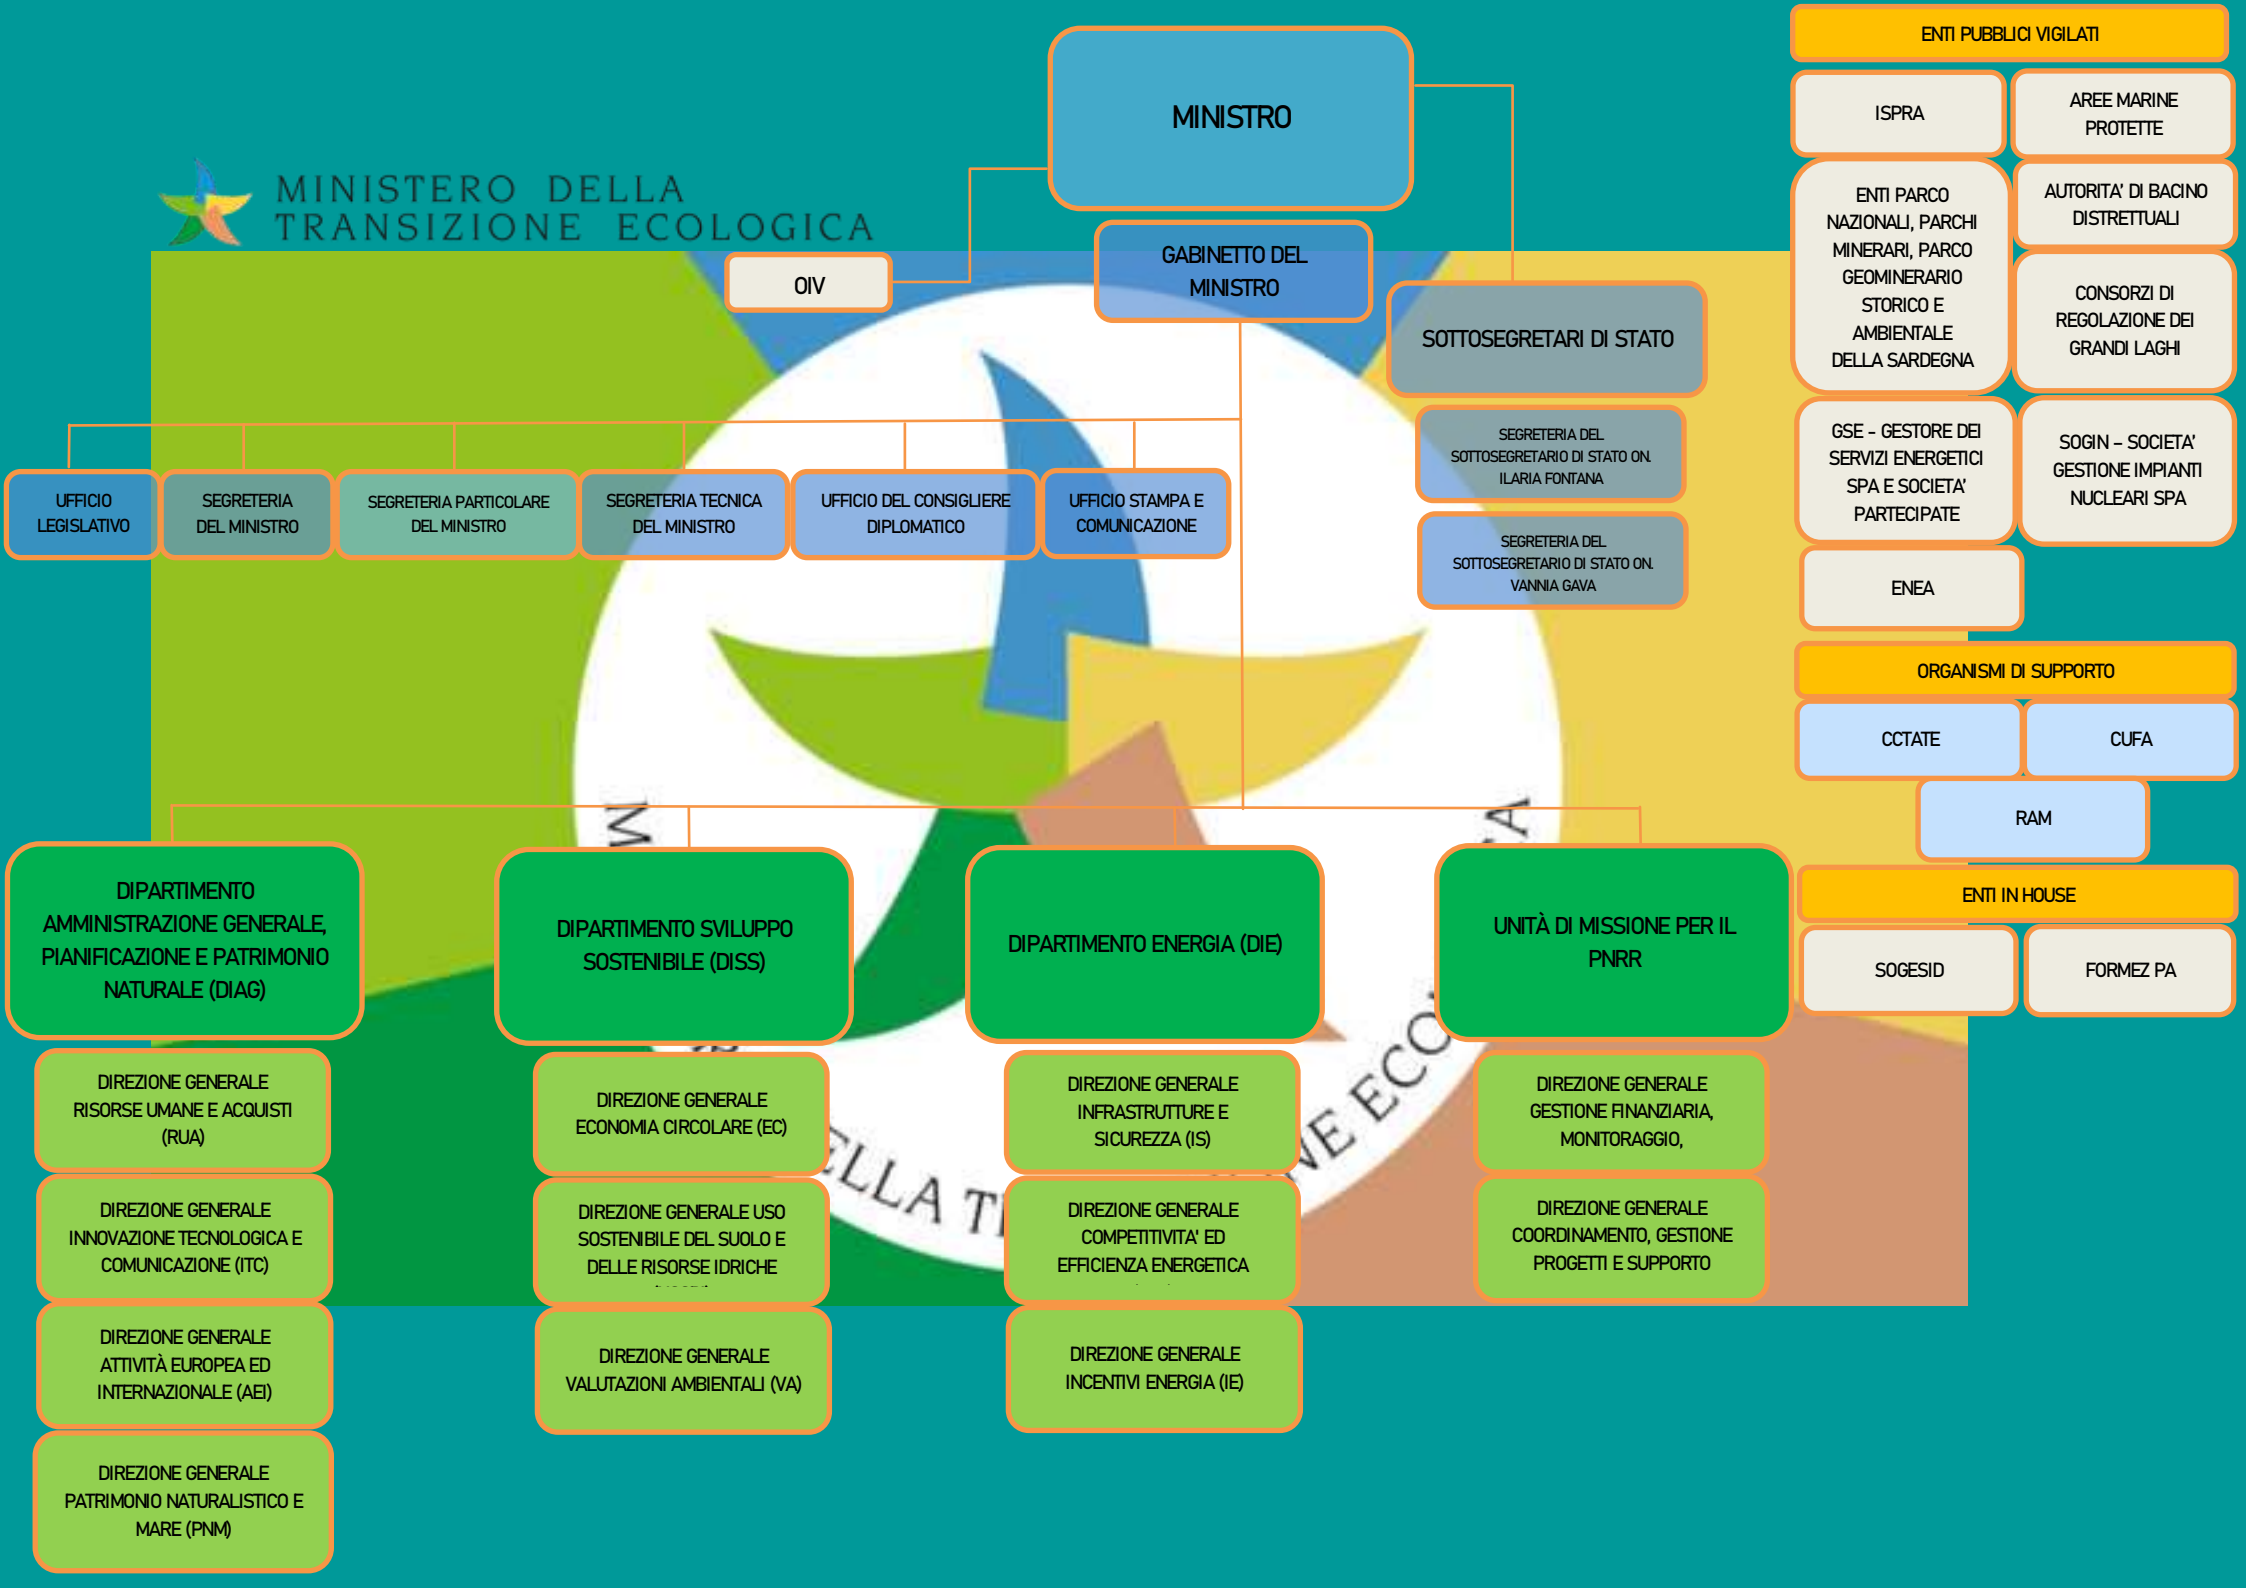 MINISTRO
MINISTERO DELLA
TRANSIZIONE ECOLOGICA
GABINETTO DEL
MINISTRO
OIV
SOTTOSEGRETARI DI STATO
SEGRETERIA DEL
SOTTOSEGRETARIO DI STATO ON.
ILARIA FONTANA
SEGRETERIA DEL
SOTTOSEGRETARIO DI STATO ON.
VANNIA GAVA
UFFICIO
LEGISLATIVO
SEGRETERIA
DEL MINISTRO
SEGRETERIA PARTICOLARE
DEL MINISTRO
SEGRETERIA TECNICA
DEL MINISTRO
UFFICIO DEL CONSIGLIERE
DIPLOMATICO
UFFICIO STAMPA E
COMUNICAZIONE
DIPARTIMENTO
AMMINISTRAZIONE GENERALE,
PIANIFICAZIONE E PATRIMONIO
NATURALE (DIAG)
DIREZIONE GENERALE
RISORSE UMANE E ACQUISTI
(RUA)
DIREZIONE GENERALE
INNOVAZIONE TECNOLOGICA E
COMUNICAZIONE (ITC)
DIREZIONE GENERALE
ATTIVITÀ EUROPEA ED
INTERNAZIONALE (AEI)
DIREZIONE GENERALE
PATRIMONIO NATURALISTICO E
MARE (PNM)
DIPARTIMENTO SVILUPPO
SOSTENIBILE (DISS)
DIREZIONE GENERALE
ECONOMIA CIRCOLARE (EC)
DIREZIONE GENERALE USO
SOSTENIBILE DEL SUOLO E
DELLE RISORSE IDRICHE
DIREZIONE GENERALE
VALUTAZIONI AMBIENTALI (VA)
DIPARTIMENTO ENERGIA (DIE)
DIREZIONE GENERALE
INFRASTRUTTURE E
SICUREZZA (IS)
DIREZIONE GENERALE
COMPETITIVITA' ED
EFFICIENZA ENERGETICA
DIREZIONE GENERALE
INCENTIVI ENERGIA (IE)
UNITÀ DI MISSIONE PER IL
PNRR
DIREZIONE GENERALE
GESTIONE FINANZIARIA,
MONITORAGGIO,
DIREZIONE GENERALE
COORDINAMENTO, GESTIONE
PROGETTI E SUPPORTO
ENTI PUBBLICI VIGILATI
ISPRA
AREE MARINE
PROTETTE
ENTI PARCO
NAZIONALI, PARCHI
MINERARI, PARCO
GEOMINERARIO
STORICO E
AMBIENTALE
DELLA SARDEGNA
AUTORITA' DI BACINO
DISTRETTUALI
CONSORZI DI
REGOLAZIONE DEI
GRANDI LAGHI
GSE - GESTORE DEI
SERVIZI ENERGETICI
SPA E SOCIETA'
PARTECIPATE
SOGIN – SOCIETA'
GESTIONE IMPIANTI
NUCLEARI SPA
ENEA
ORGANISMI DI SUPPORTO
CCTATE
CUFA
RAM
ENTI IN HOUSE
SOGESID
FORMEZ PA